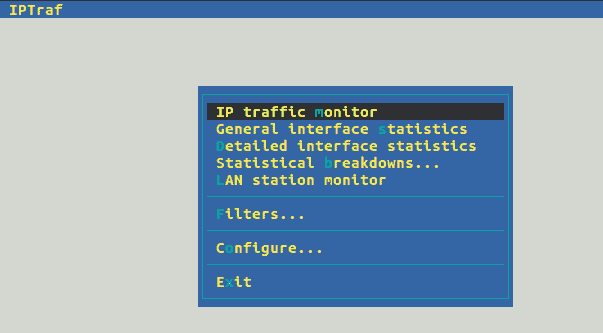 IPTraf
IP traffic monitor
General interface statistics
Detailed interface statistics
Statistical breakdowns...
LAN station monitor
Filters...
Configure...
Exit